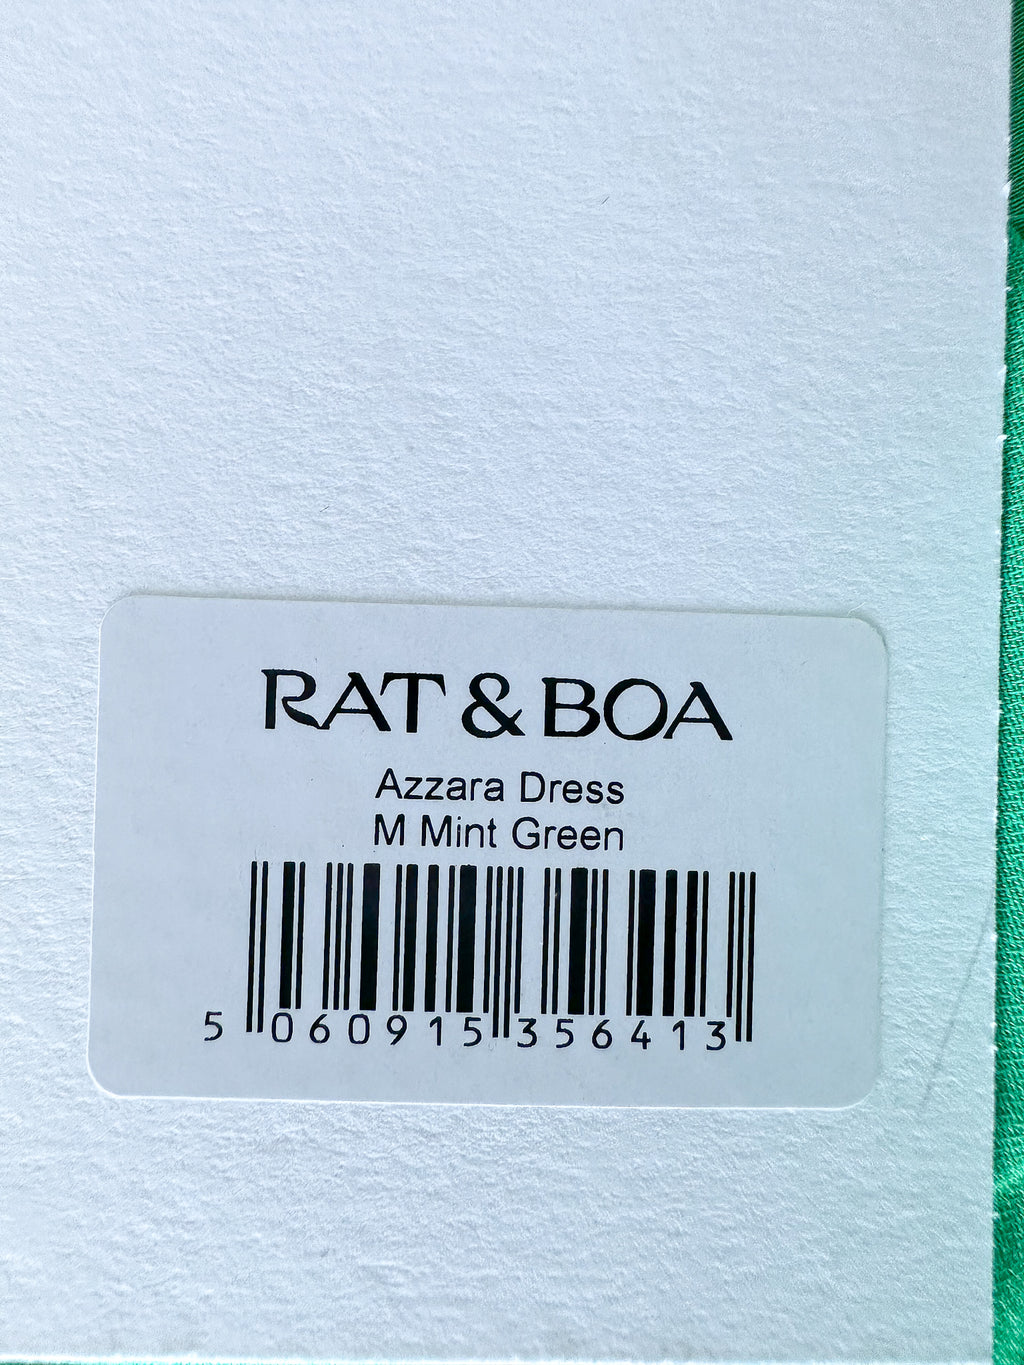 RAT & BOA
Azzara Dress
M Mint Green
5 060915 356413